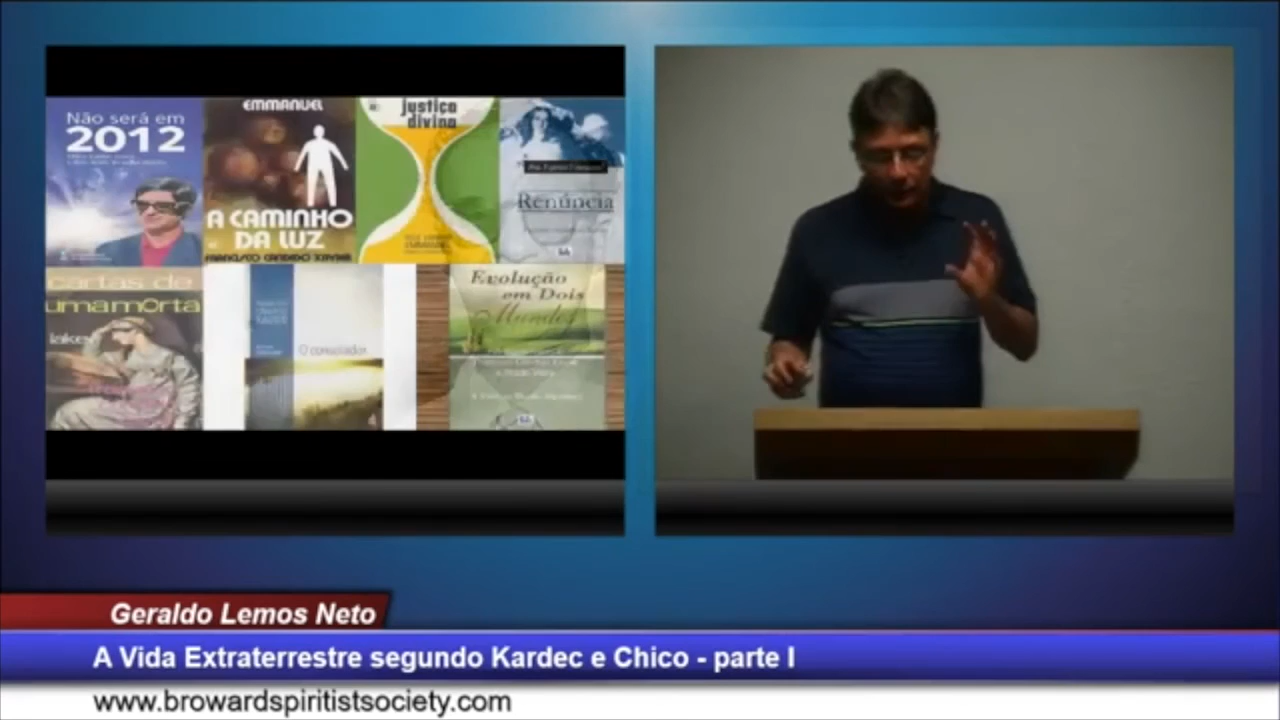 Não será em
2012
EMMANUEL
A CAMINHO
DA LUZ
FRANCISCO CANDIDO XAVIER
justiça
divina
Renúncia
cartas de
uma morta
O consolador
Evolução
em Dois
Mundos
Geraldo Lemos Neto
A Vida Extraterrestre segundo Kardec e Chico - parte I
www.browardspiritistsociety.com